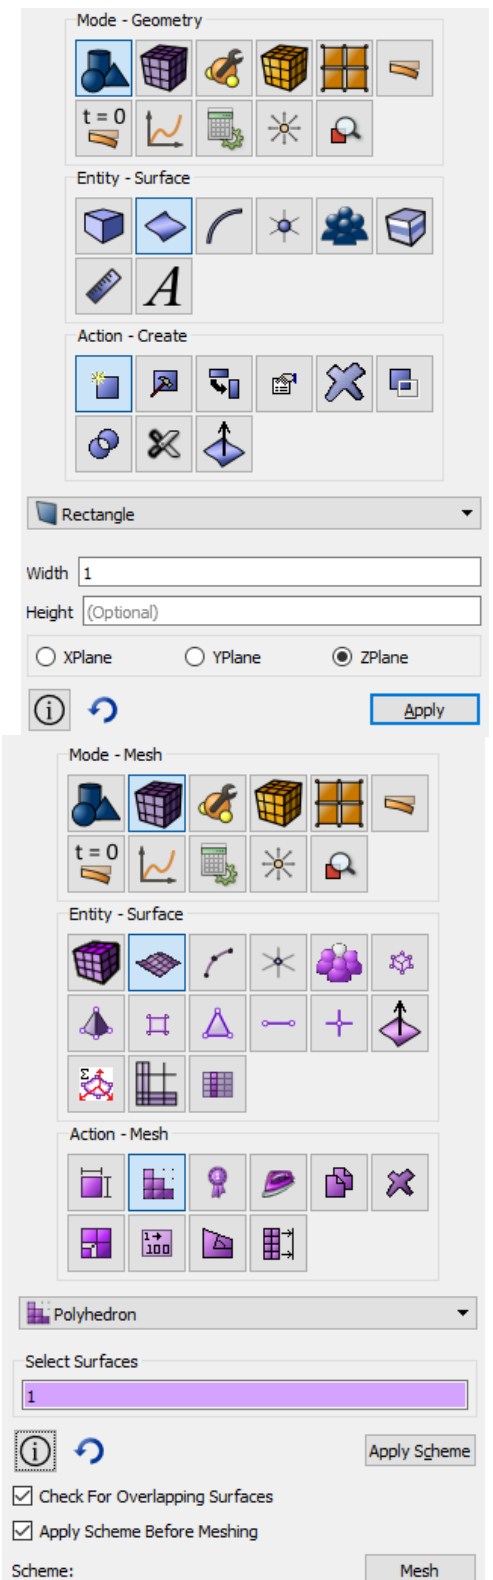 Mode - Geometry
t = 0
Entity - Surface
A
Action - Create
Rectangle
Width 1
Height (Optional)
XPlane YPlane ZPlane
i Apply
Mode - Mesh
t = 0
Entity - Surface
Σ
Action - Mesh
1
1 100
Polyhedron
Select Surfaces
1
i Apply Scheme
Check For Overlapping Surfaces
Apply Scheme Before Meshing
Scheme: Mesh